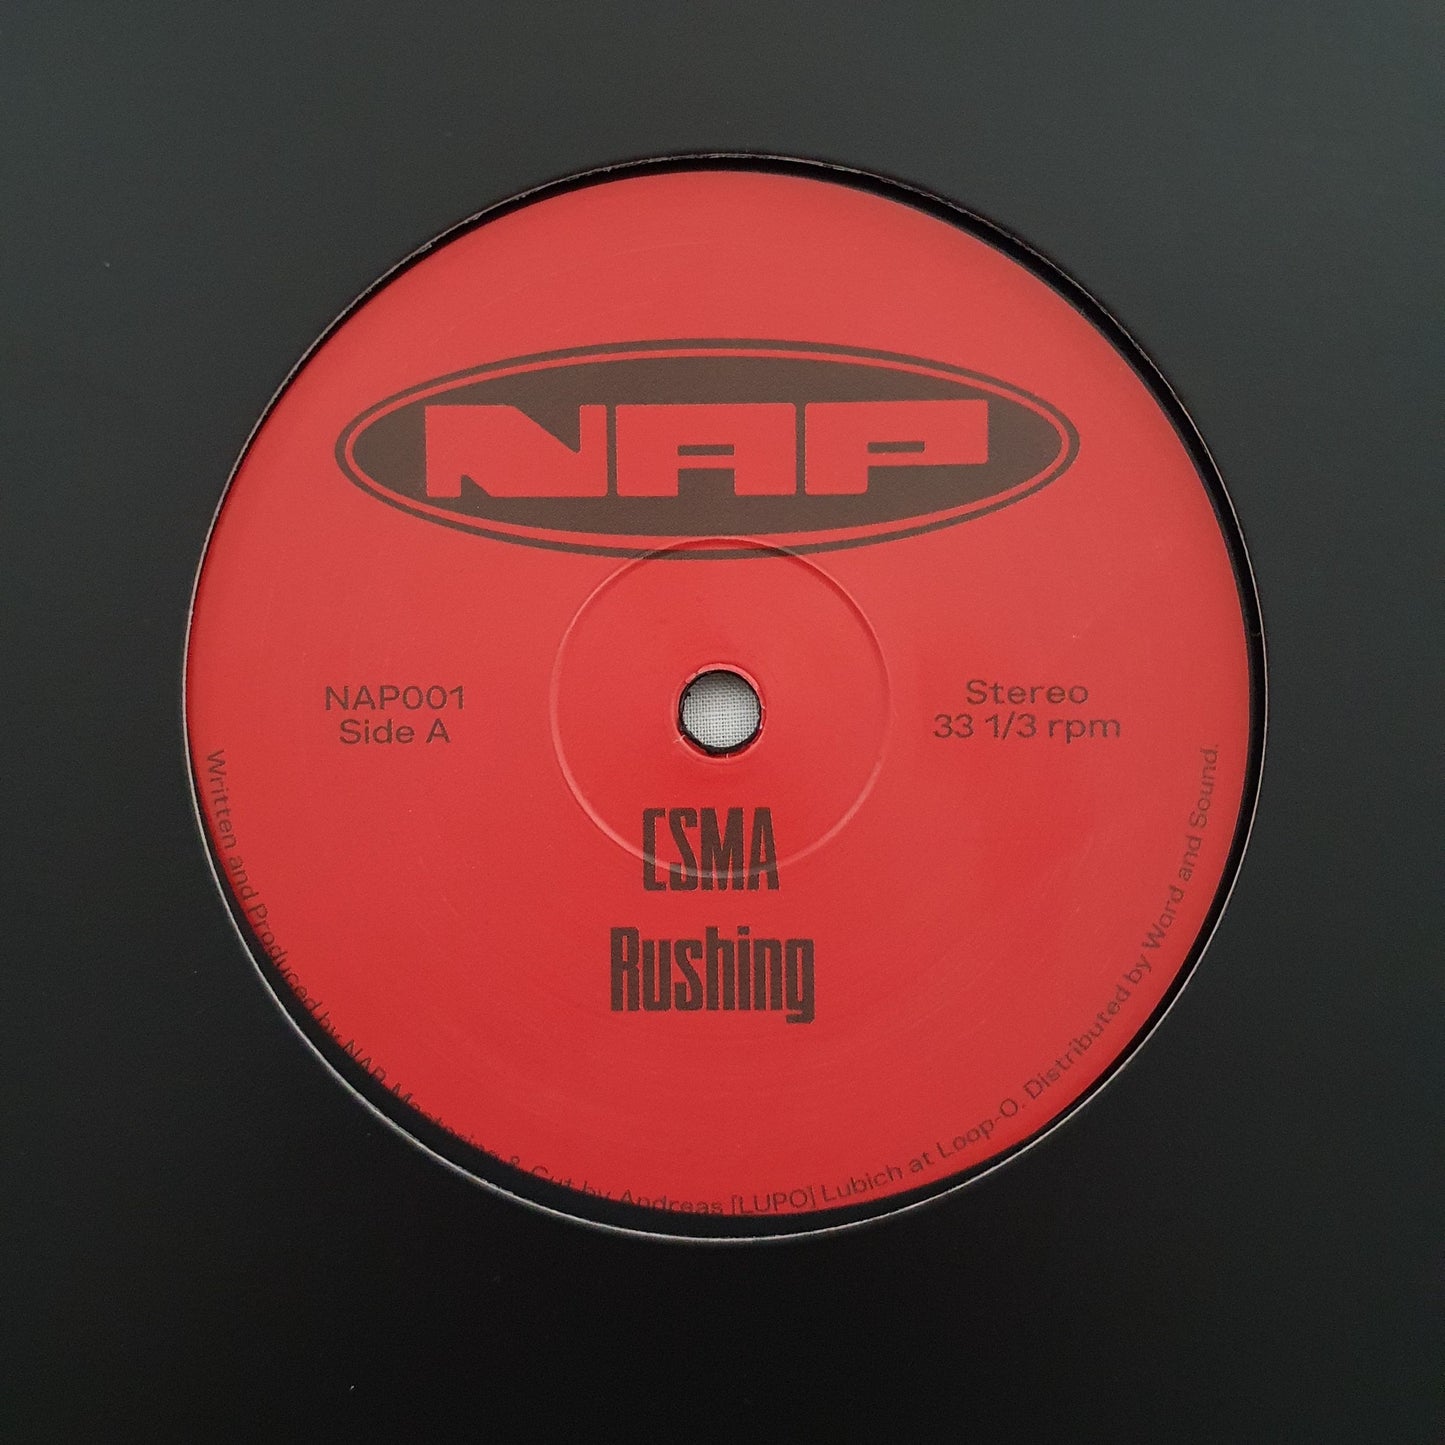 NAP
NAP001
Side A
Stereo
33 1/3 rpm
CSMA
Rushing
Written and Produced by NAP. Mastering & Cut by Andreas [LUPO] Lubich at Loop-O. Distributed by Word and Sound.